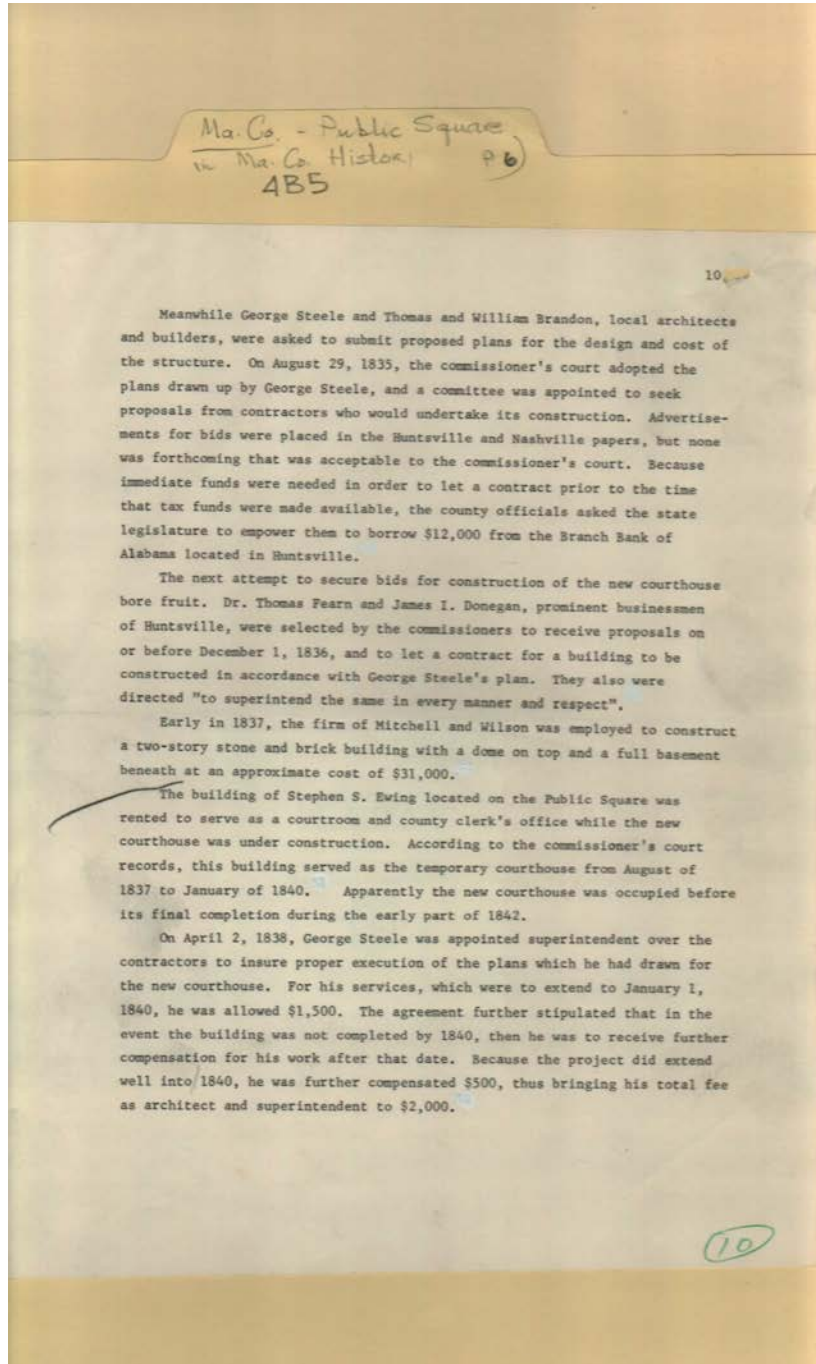 Ma. Co. - Public Square
in Ma. Co. History P 6)
4B5
10
Meanwhile George Steele and Thomas and William Brandon, local architects
and builders, were asked to submit proposed plans for the design and cost of
the structure. On August 29, 1835, the commissioner's court adopted the
plans drawn up by George Steele, and a committee was appointed to seek
proposals from contractors who would undertake its construction. Advertise-
ments for bids were placed in the Huntsville and Nashville papers, but none
was forthcoming that was acceptable to the commissioner's court. Because
immediate funds were needed in order to let a contract prior to the time
that tax funds were made available, the county officials asked the state
legislature to empower them to borrow $12,000 from the Branch Bank of
Alabama located in Huntsville.
The next attempt to secure bids for construction of the new courthouse
bore fruit. Dr. Thomas Fearn and James I. Donegan, prominent businessmen
of Huntsville, were selected by the commissioners to receive proposals on
or before December 1, 1836, and to let a contract for a building to be
constructed in accordance with George Steele's plan. They also were
directed "to superintend the same in every manner and respect".
Early in 1837, the firm of Mitchell and Wilson was employed to construct
a two-story stone and brick building with a dome on top and a full basement
beneath at an approximate cost of $31,000.
The building of Stephen S. Ewing located on the Public Square was
rented to serve as a courtroom and county clerk's office while the new
courthouse was under construction. According to the commissioner's court
records, this building served as the temporary courthouse from August of
1837 to January of 1840. Apparently the new courthouse was occupied before
its final completion during the early part of 1842.
On April 2, 1838, George Steele was appointed superintendent over the
contractors to insure proper execution of the plans which he had drawn for
the new courthouse. For his services, which were to extend to January 1,
1840, he was allowed $1,500. The agreement further stipulated that in the
event the building was not completed by 1840, then he was to receive further
compensation for his work after that date. Because the project did extend
well into 1840, he was further compensated $500, thus bringing his total fee
as architect and superintendent to $2,000.
10